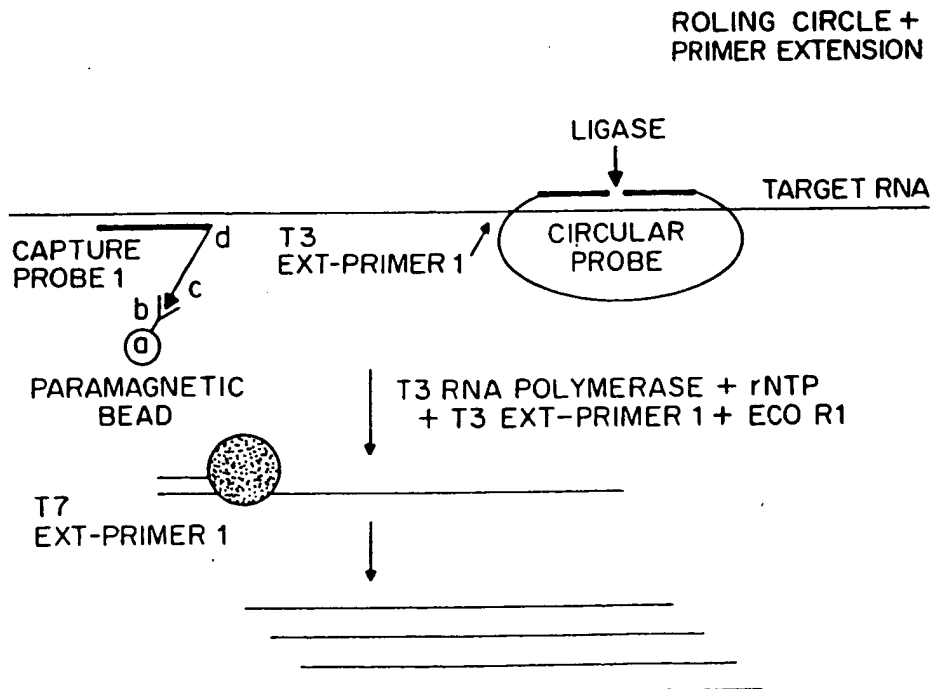 ROLING CIRCLE +
PRIMER EXTENSION
LIGASE
TARGET RNA
CAPTURE
PROBE 1
d
T3
EXT-PRIMER 1
CIRCULAR
PROBE
c
b
a
PARAMAGNETIC
BEAD
T3 RNA POLYMERASE + rNTP
+ T3 EXT-PRIMER 1 + ECO R1
T7
EXT-PRIMER 1